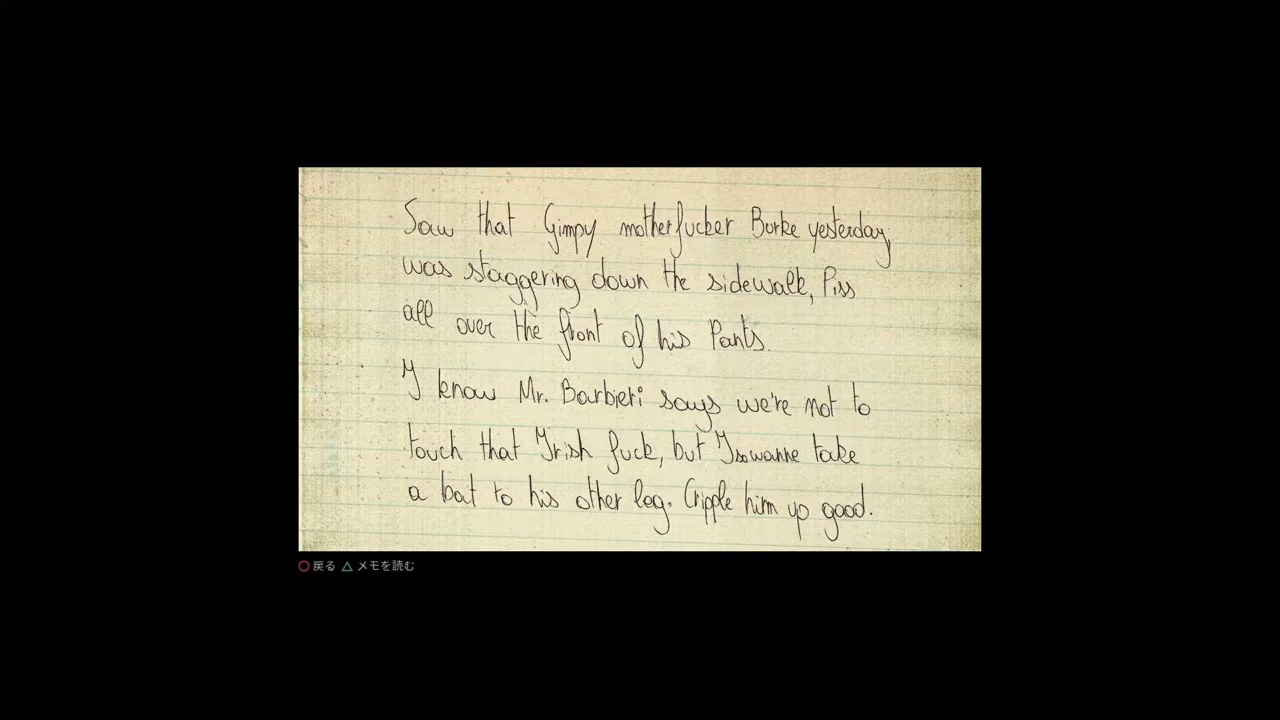 Saw that Gimpy motherfucker Burke yesterday,
was staggering down the sidewalk, Piss
all over the front of his Pants.
I know Mr. Barbieri says we're not to
touch that Irish fuck, but I so wanne take
a bat to his other leg. Cripple him up good.
戻る メモを読む